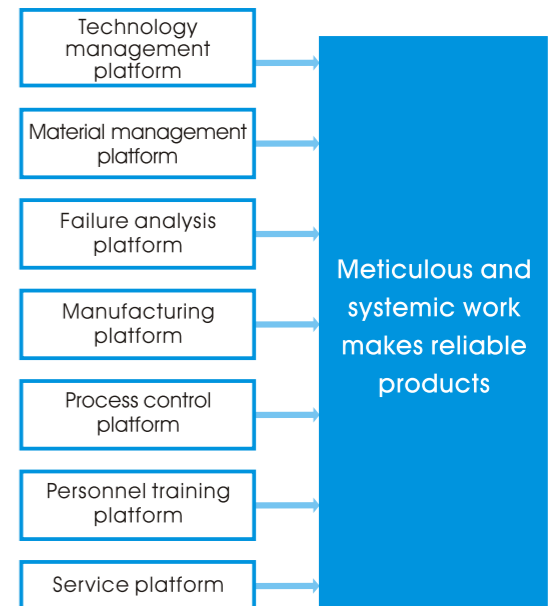 Technology
management
platform
Material management
platform
Failure analysis
platform
Manufacturing
platform
Process control
platform
Personnel training
platform
Service platform
Meticulous and
systemic work
makes reliable
products